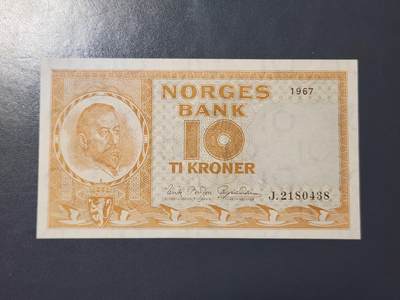 NORGES
1967
BANK
10
TI KRONER
J.2180438